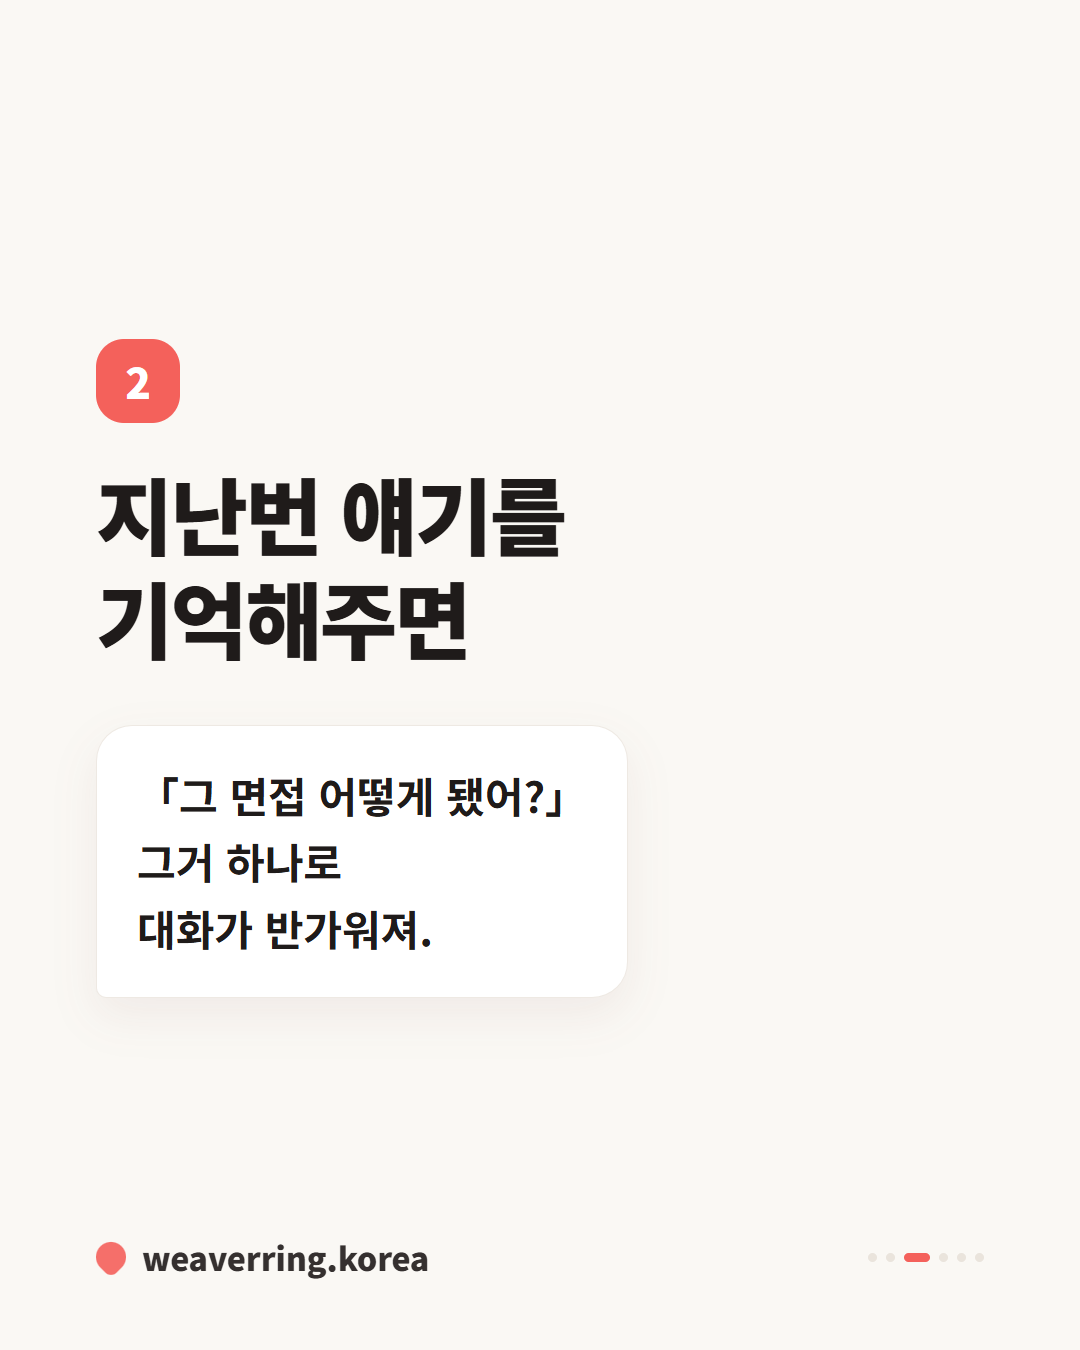 2
지난번 얘기를
기억해주면
「그 면접 어떻게 됐어?」
그거 하나로
대화가 반가워져.
weaverring.korea